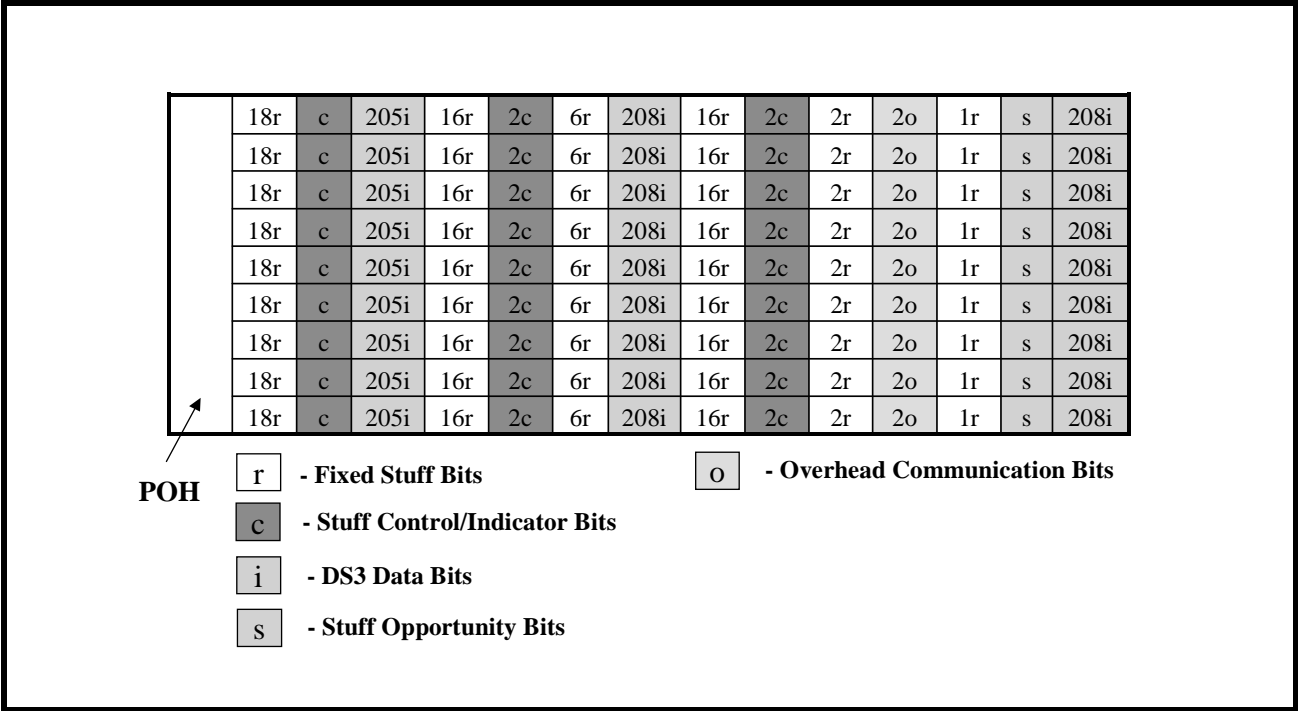 18r c 205i 16r 2c 6r 208i 16r 2c 2r 2o 1r s 208i
18r c 205i 16r 2c 6r 208i 16r 2c 2r 2o 1r s 208i
18r c 205i 16r 2c 6r 208i 16r 2c 2r 2o 1r s 208i
18r c 205i 16r 2c 6r 208i 16r 2c 2r 2o 1r s 208i
18r c 205i 16r 2c 6r 208i 16r 2c 2r 2o 1r s 208i
18r c 205i 16r 2c 6r 208i 16r 2c 2r 2o 1r s 208i
18r c 205i 16r 2c 6r 208i 16r 2c 2r 2o 1r s 208i
18r c 205i 16r 2c 6r 208i 16r 2c 2r 2o 1r s 208i
18r c 205i 16r 2c 6r 208i 16r 2c 2r 2o 1r s 208i
POH
r - Fixed Stuff Bits
o - Overhead Communication Bits
c - Stuff Control/Indicator Bits
i - DS3 Data Bits
s - Stuff Opportunity Bits